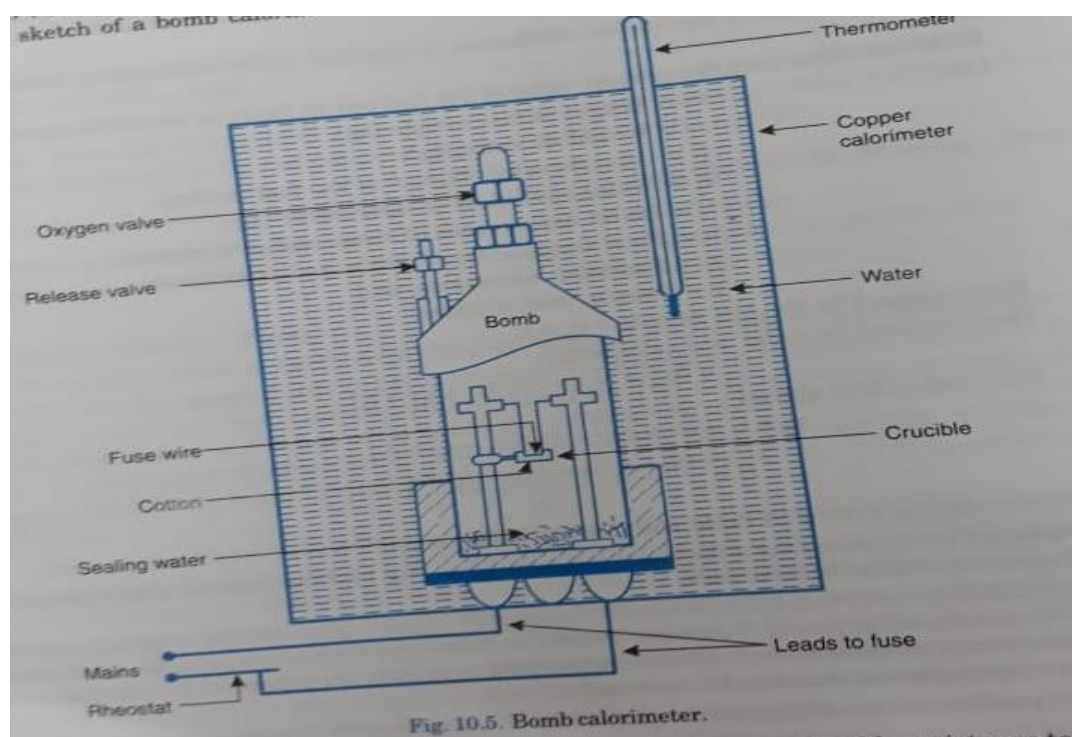 sketch of a bomb
Thermometer
Copper
calorimeter
Oxygen valve
Water
Release valve
Bomb
Crucible
Fuse wire
Cotton
Sealing water
Leads to fuse
Mains
Rheostat
Fig. 10.5. Bomb calorimeter.